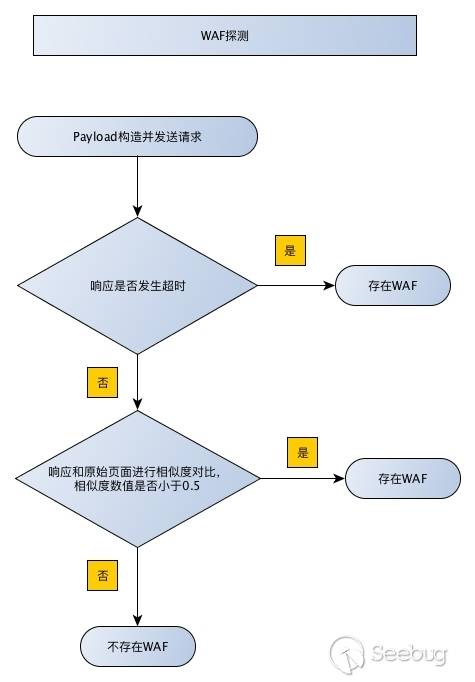 WAF探测
Payload构造并发送请求
响应是否发生超时
是
存在WAF
否
响应和原始页面进行相似度对比，
相似度数值是否小于0.5
是
存在WAF
否
不存在WAF
Seebug